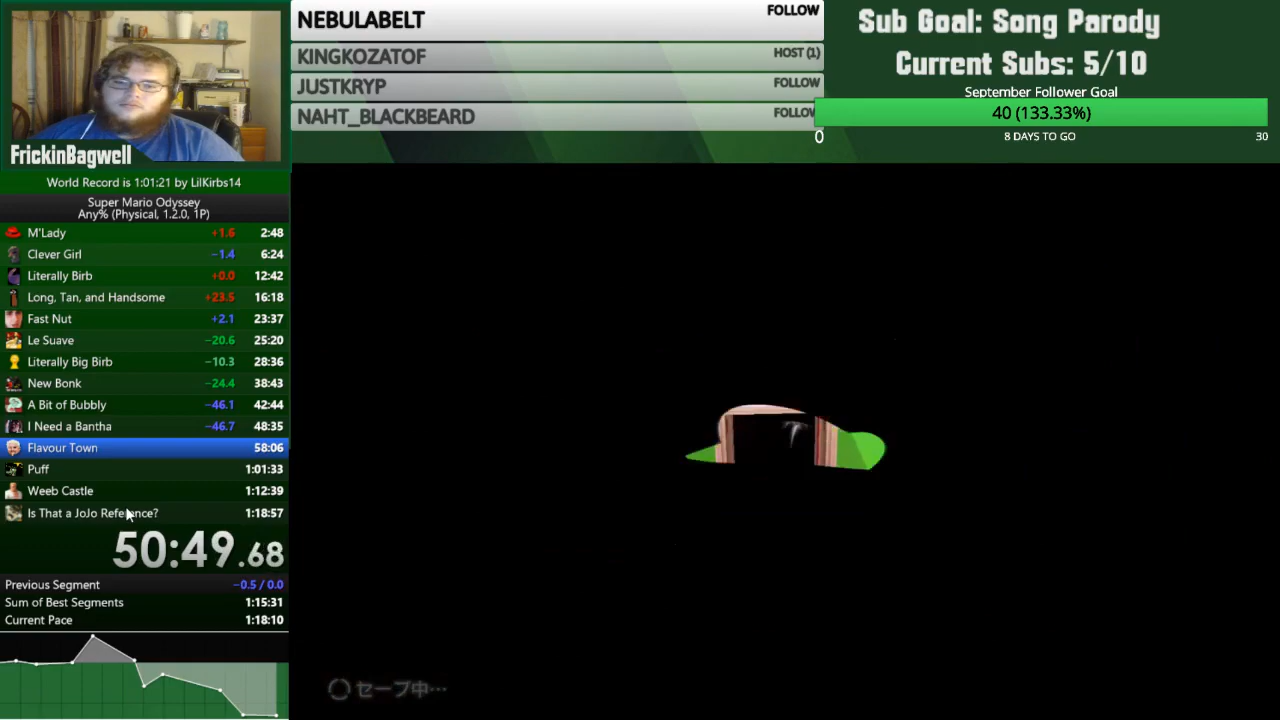 NEBULABELT FOLLOW
KINGKOZATOF HOST (1)
JUSTKRYP FOLLOW
NAHT_BLACKBEARD FOLLOW
Sub Goal: Song Parody
Current Subs: 5/10
September Follower Goal
40 (133.33%)
0 8 DAYS TO GO 30
FrickinBagwell
World Record is 1:01:21 by LilKirbs14
Super Mario Odyssey
Any% (Physical, 1.2.0, 1P)
M'Lady +1.6 2:48
Clever Girl −1.4 6:24
Literally Birb +0.0 12:42
Long, Tan, and Handsome +23.5 16:18
Fast Nut +2.1 23:37
Le Suave −20.6 25:20
Literally Big Birb −10.3 28:36
New Bonk −24.4 38:43
A Bit of Bubbly −46.1 42:44
I Need a Bantha −46.7 48:35
Flavour Town 58:06
Puff 1:01:33
Weeb Castle 1:12:39
Is That a JoJo Reference? 1:18:57
50:49.68
Previous Segment −0.5 / 0.0
Sum of Best Segments 1:15:31
Current Pace 1:18:10
セーブ中…